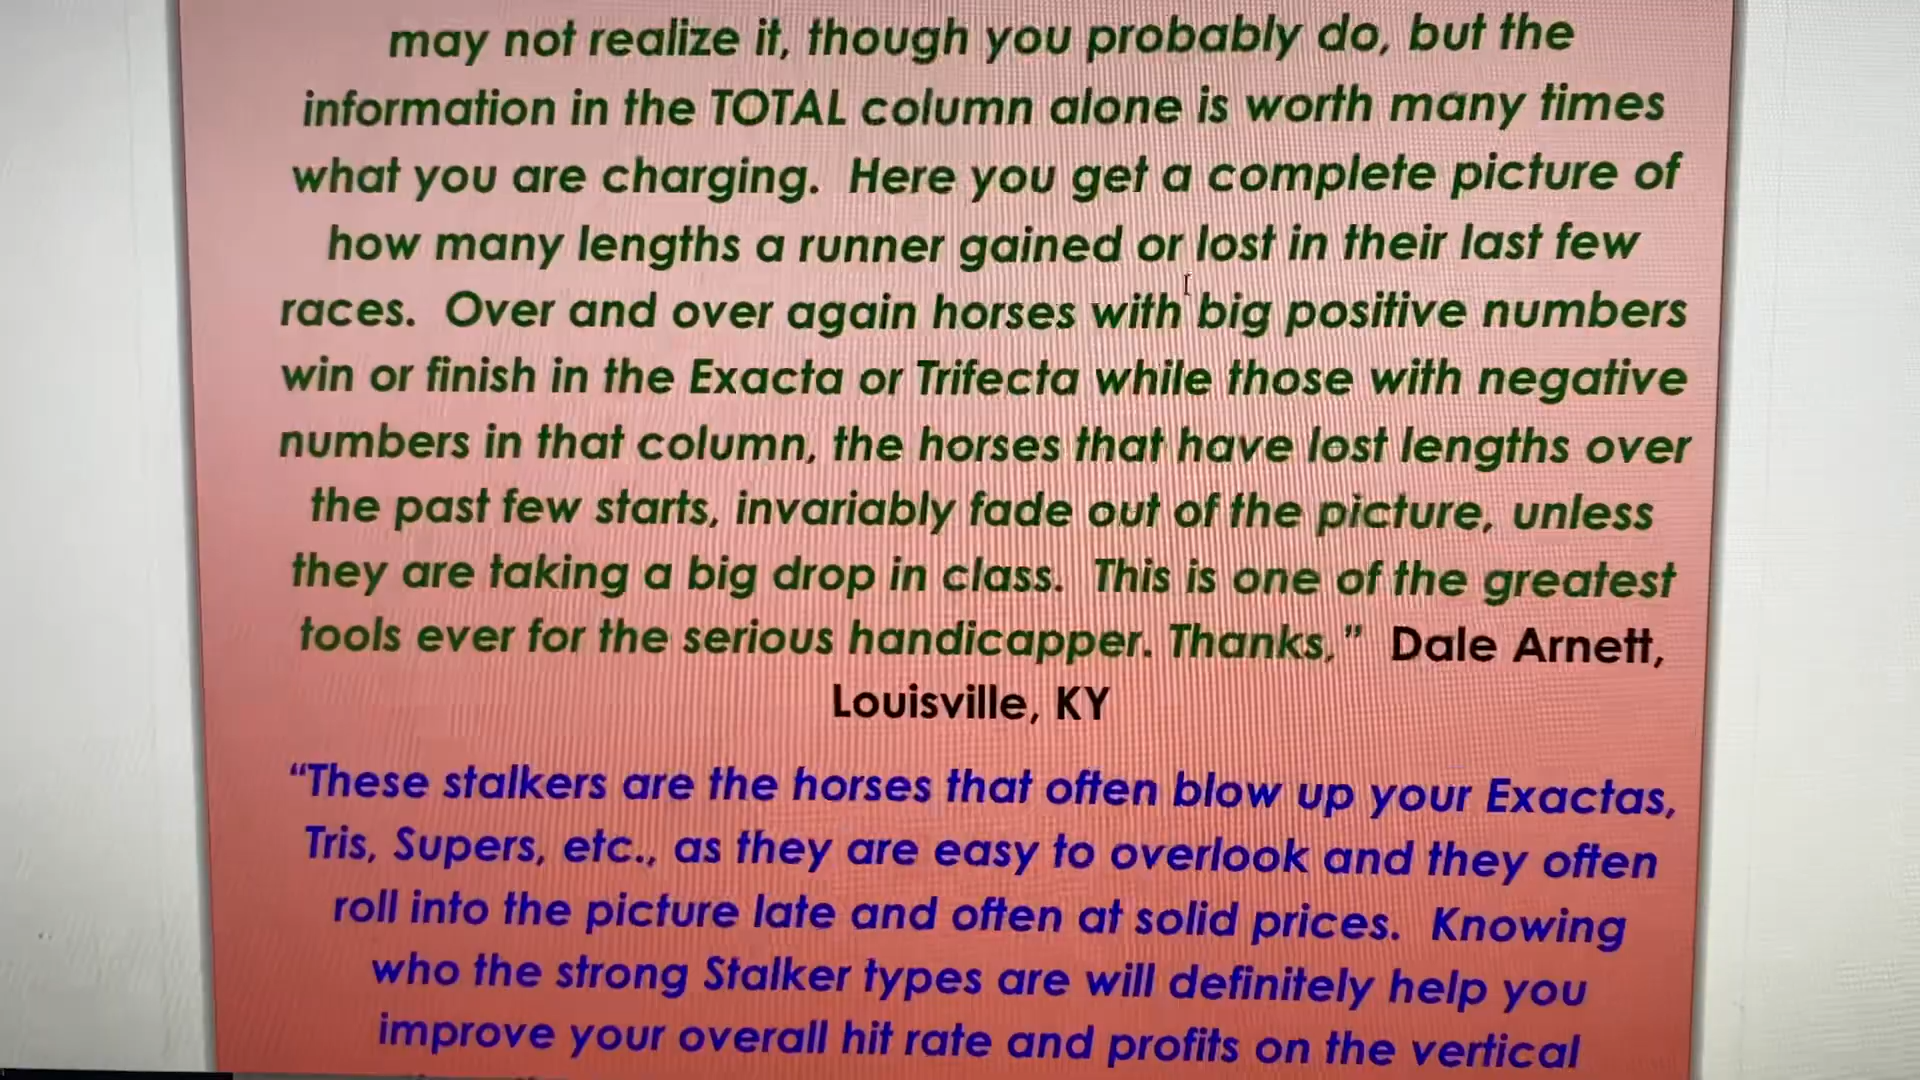 may not realize it, though you probably do, but the
information in the TOTAL column alone is worth many times
what you are charging.  Here you get a complete picture of
how many lengths a runner gained or lost in their last few
races.  Over and over again horses with big positive numbers
win or finish in the Exacta or Trifecta while those with negative
numbers in that column, the horses that have lost lengths over
the past few starts, invariably fade out of the picture, unless
they are taking a big drop in class.  This is one of the greatest
tools ever for the serious handicapper. Thanks,”  Dale Arnett,
Louisville, KY
“These stalkers are the horses that often blow up your Exactas,
Tris, Supers, etc., as they are easy to overlook and they often
roll into the picture late and often at solid prices.  Knowing
who the strong Stalker types are will definitely help you
improve your overall hit rate and profits on the vertical